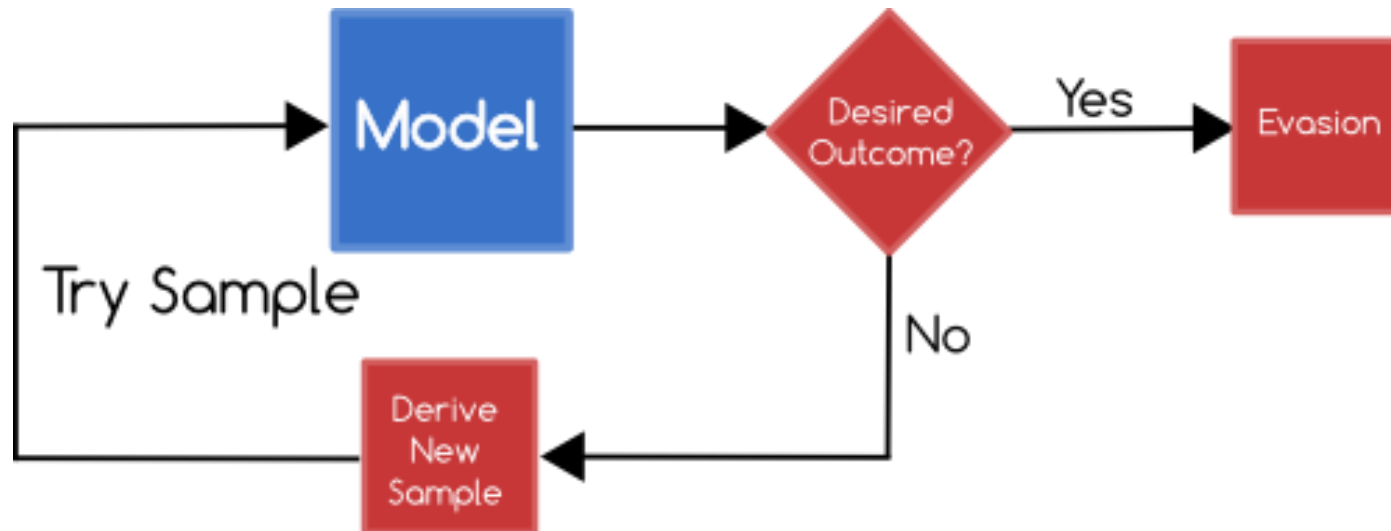 Model
Desired
Outcome?
Yes
Evasion
Try Sample
No
Derive
New
Sample